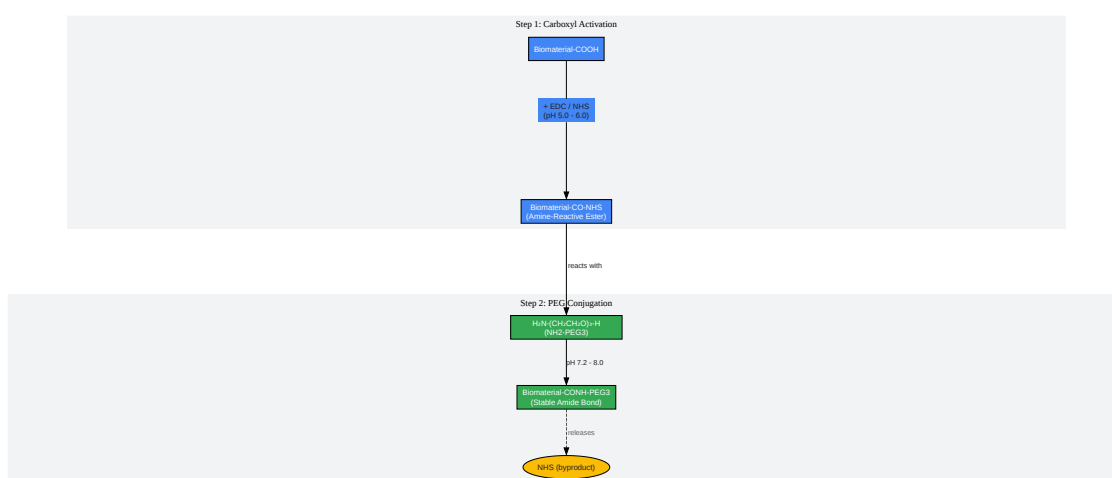 Step 1: Carboxyl Activation
Biomaterial-COOH
+ EDC / NHS
(pH 5.0 - 6.0)
Biomaterial-CO-NHS
(Amine-Reactive Ester)
reacts with
Step 2: PEG Conjugation
H₂N-(CH₂CH₂O)₃-H
(NH2-PEG3)
pH 7.2 - 8.0
Biomaterial-CONH-PEG3
(Stable Amide Bond)
releases
NHS (byproduct)